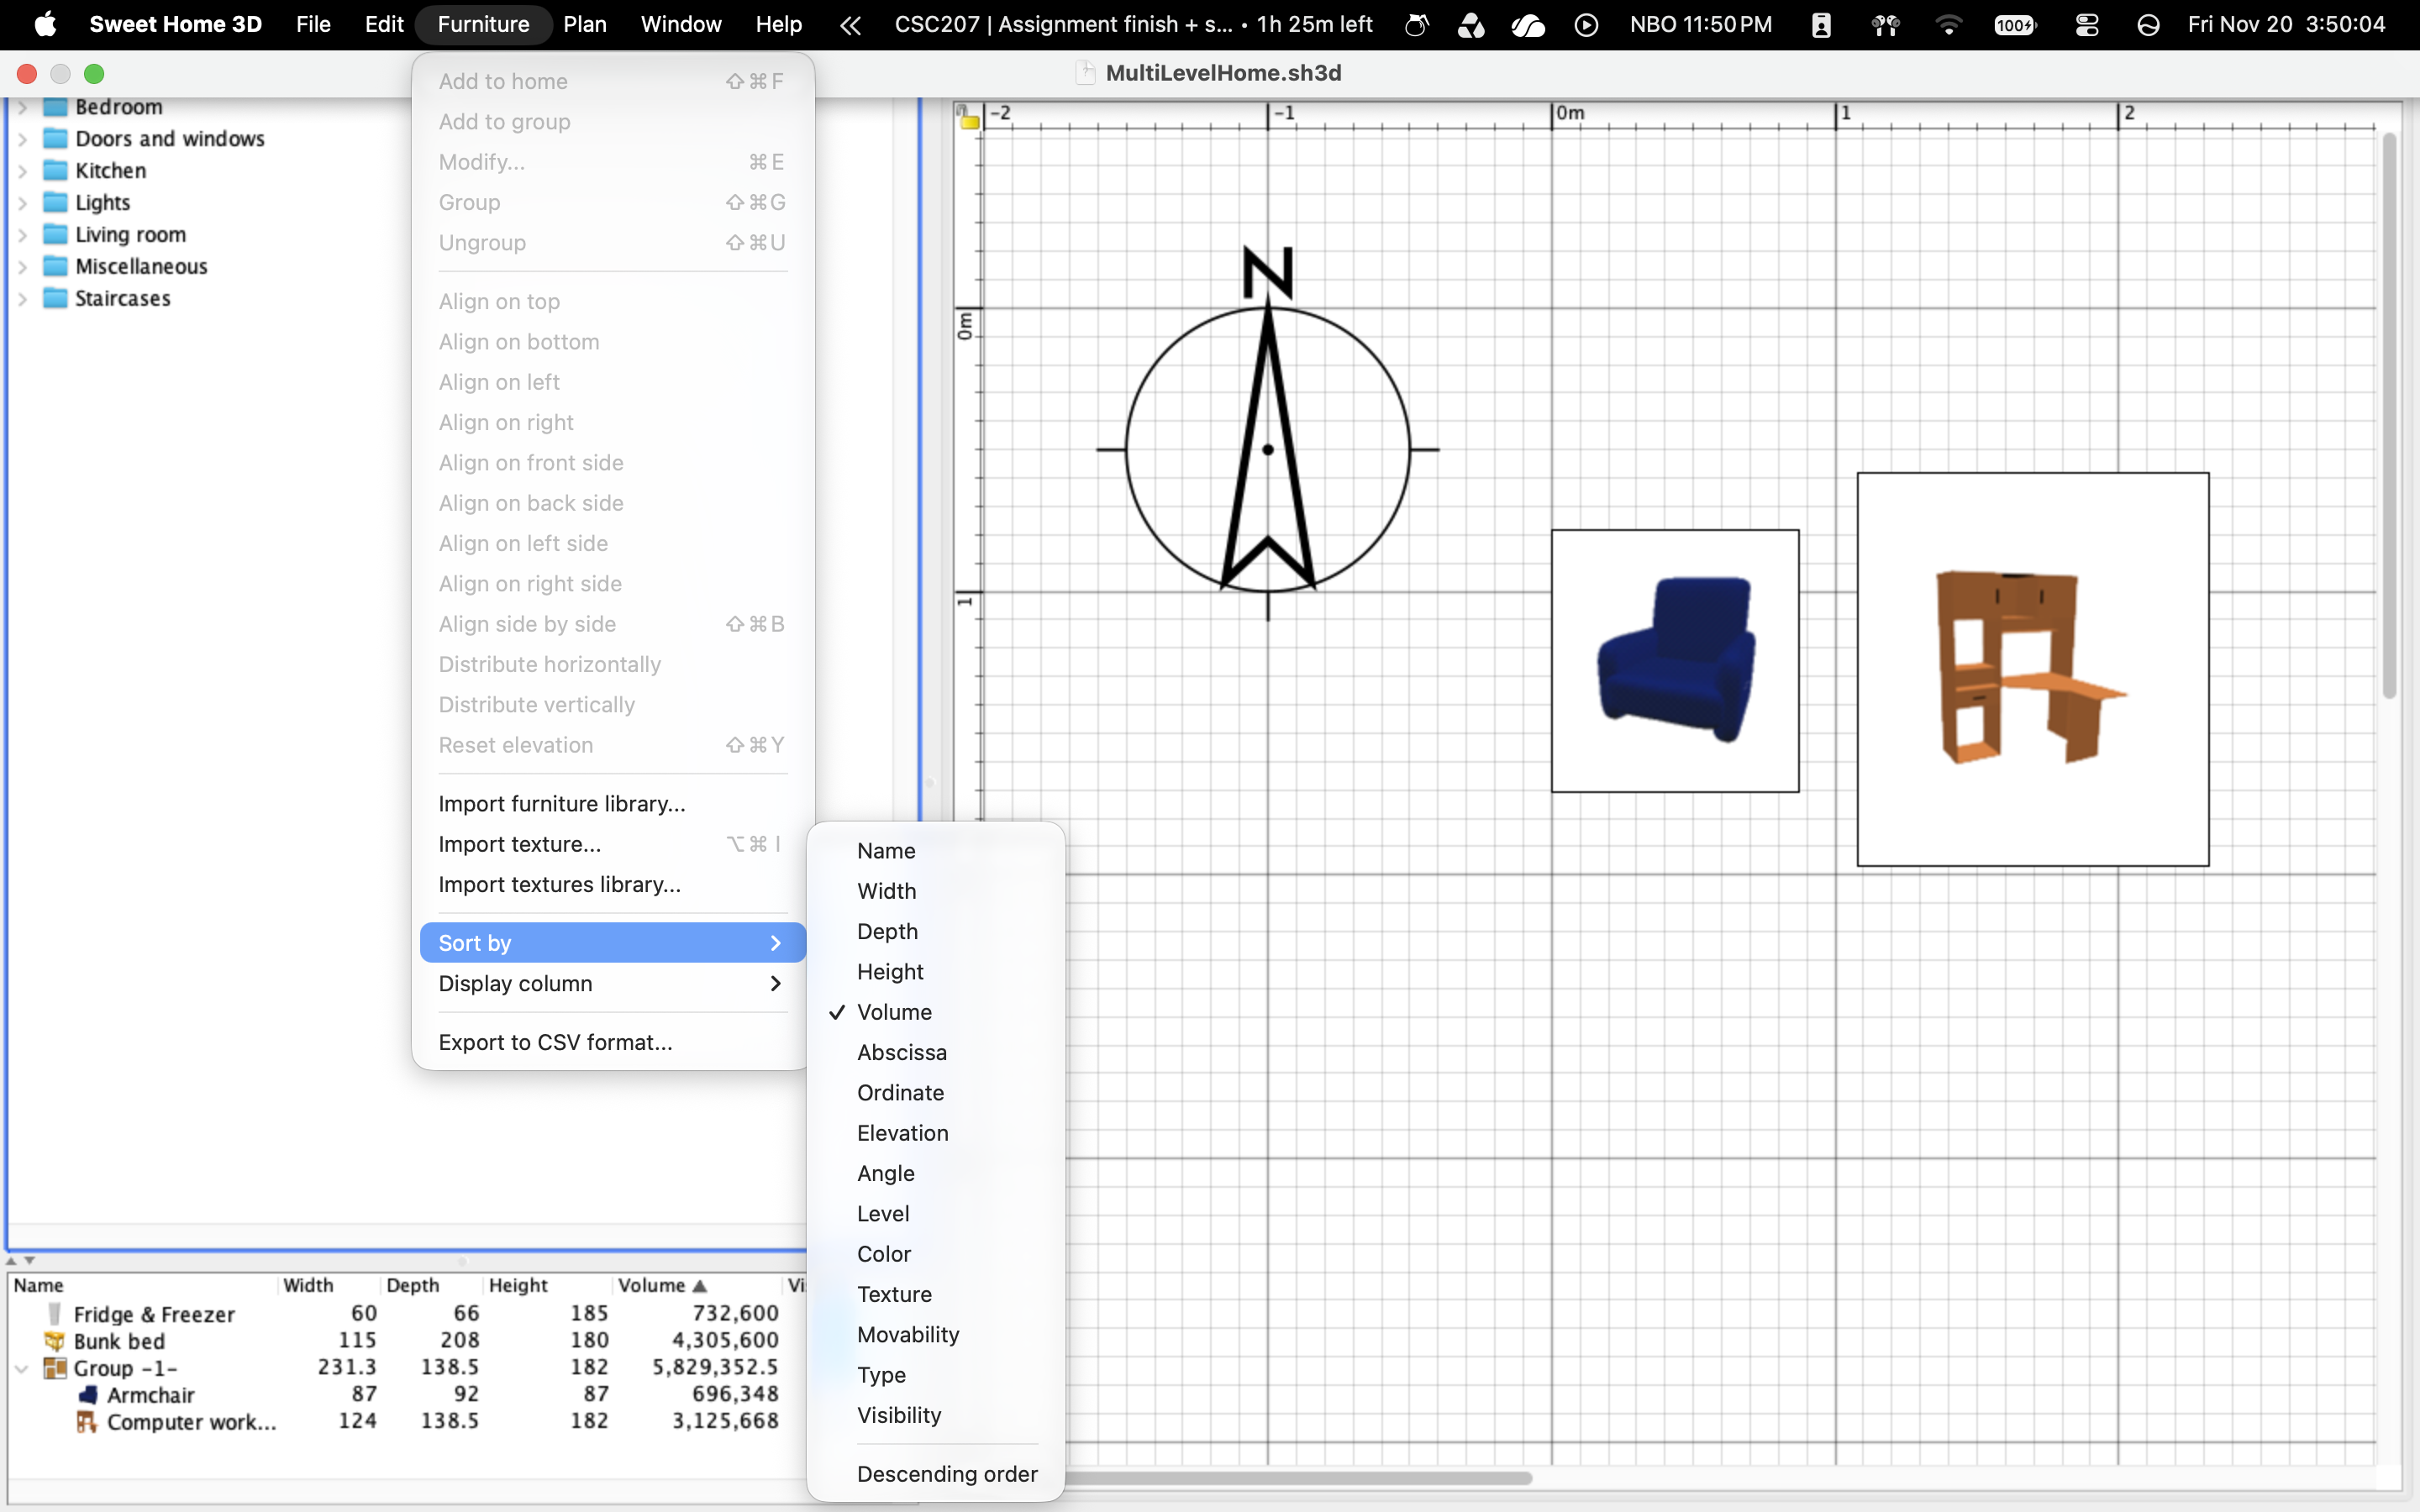 Sweet Home 3D File Edit Furniture Plan Window Help CSC207 | Assignment finish + s... • 1h 25m left NBO 11:50 PM 100 Fri Nov 20 3:50:04
MultiLevelHome.sh3d
Bedroom
Doors and windows
Kitchen
Lights
Living room
Miscellaneous
Staircases
Add to home ⇧⌘F
Add to group
Modify... ⌘E
Group ⇧⌘G
Ungroup ⇧⌘U
Align on top
Align on bottom
Align on left
Align on right
Align on front side
Align on back side
Align on left side
Align on right side
Align side by side ⇧⌘B
Distribute horizontally
Distribute vertically
Reset elevation ⇧⌘Y
Import furniture library...
Import texture... ⌥⌘I
Import textures library...
Sort by
Display column
Export to CSV format...
Name
Width
Depth
Height
✓ Volume
Abscissa
Ordinate
Elevation
Angle
Level
Color
Texture
Movability
Type
Visibility
Descending order
-2 -1 0m 1 2
N
0m
1
Name Width Depth Height Volume ▲ Vi
Fridge & Freezer 60 66 185 732,600
Bunk bed 115 208 180 4,305,600
Group -1- 231.3 138.5 182 5,829,352.5
Armchair 87 92 87 696,348
Computer work... 124 138.5 182 3,125,668